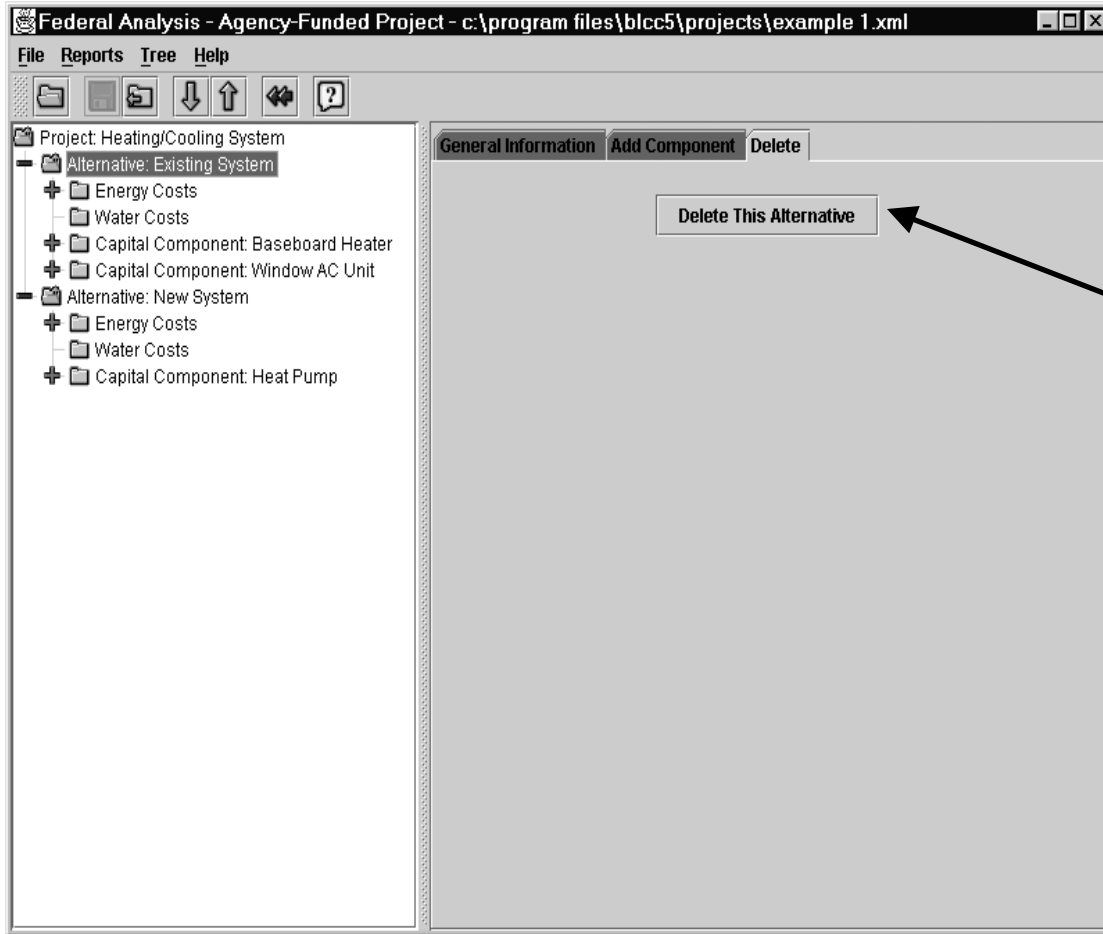 Federal Analysis - Agency-Funded Project - c:\program files\blcc5\projects\example 1.xml
File Reports Tree Help
?
Project: Heating/Cooling System
Alternative: Existing System
Energy Costs
Water Costs
Capital Component: Baseboard Heater
Capital Component: Window AC Unit
Alternative: New System
Energy Costs
Water Costs
Capital Component: Heat Pump
General Information Add Component Delete
Delete This Alternative